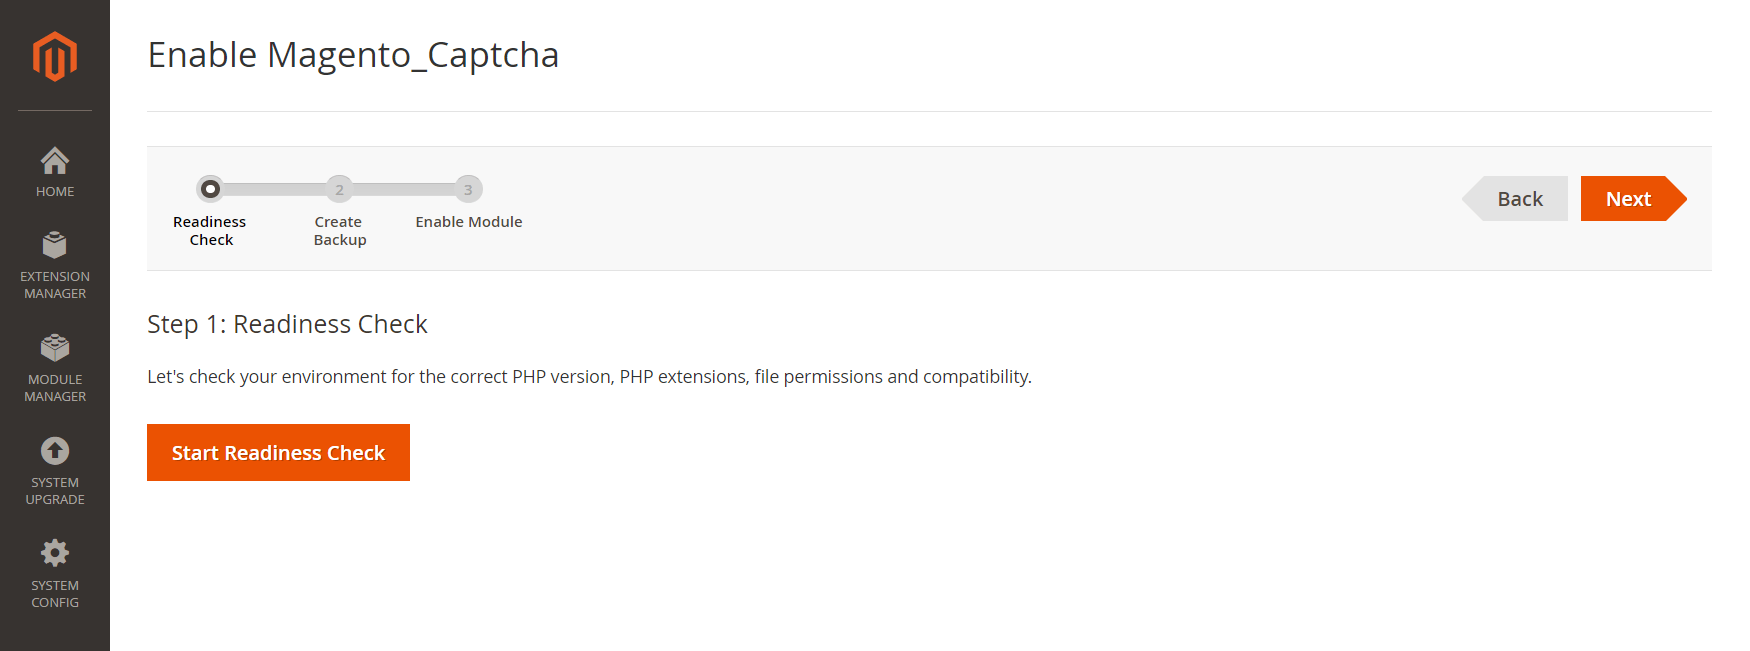 Enable Magento_Captcha
HOME
EXTENSION
MANAGER
MODULE
MANAGER
SYSTEM
UPGRADE
SYSTEM
CONFIG
2
3
Readiness
Check
Create
Backup
Enable Module
Back
Next
Step 1: Readiness Check
Let's check your environment for the correct PHP version, PHP extensions, file permissions and compatibility.
Start Readiness Check